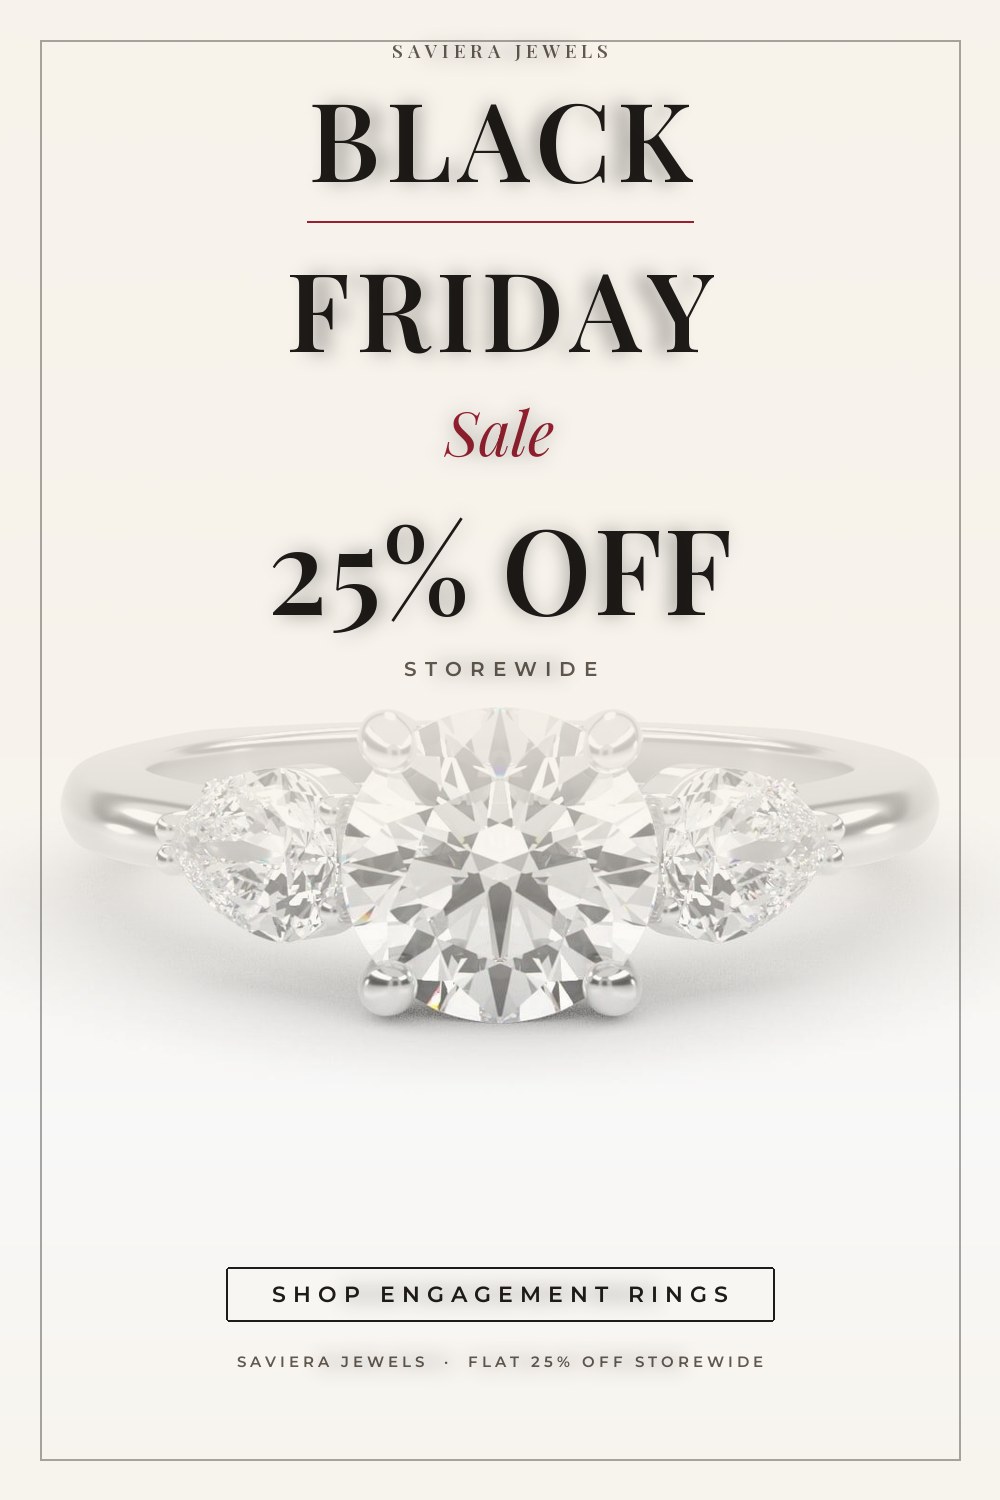 SAVIERA JEWELS
BLACK
FRIDAY
Sale
25% OFF
STOREWIDE
SHOP ENGAGEMENT RINGS
SAVIERA JEWELS · FLAT 25% OFF STOREWIDE